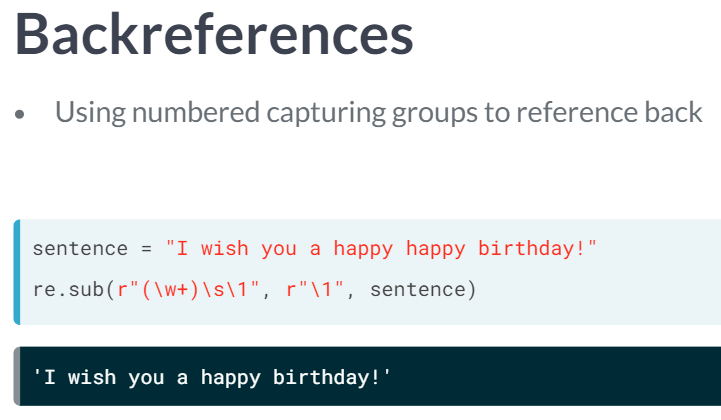 Backreferences
• Using numbered capturing groups to reference back
sentence = "I wish you a happy happy birthday!"
re.sub(r"(\w+)\s\1", r"\1", sentence)
'I wish you a happy birthday!'